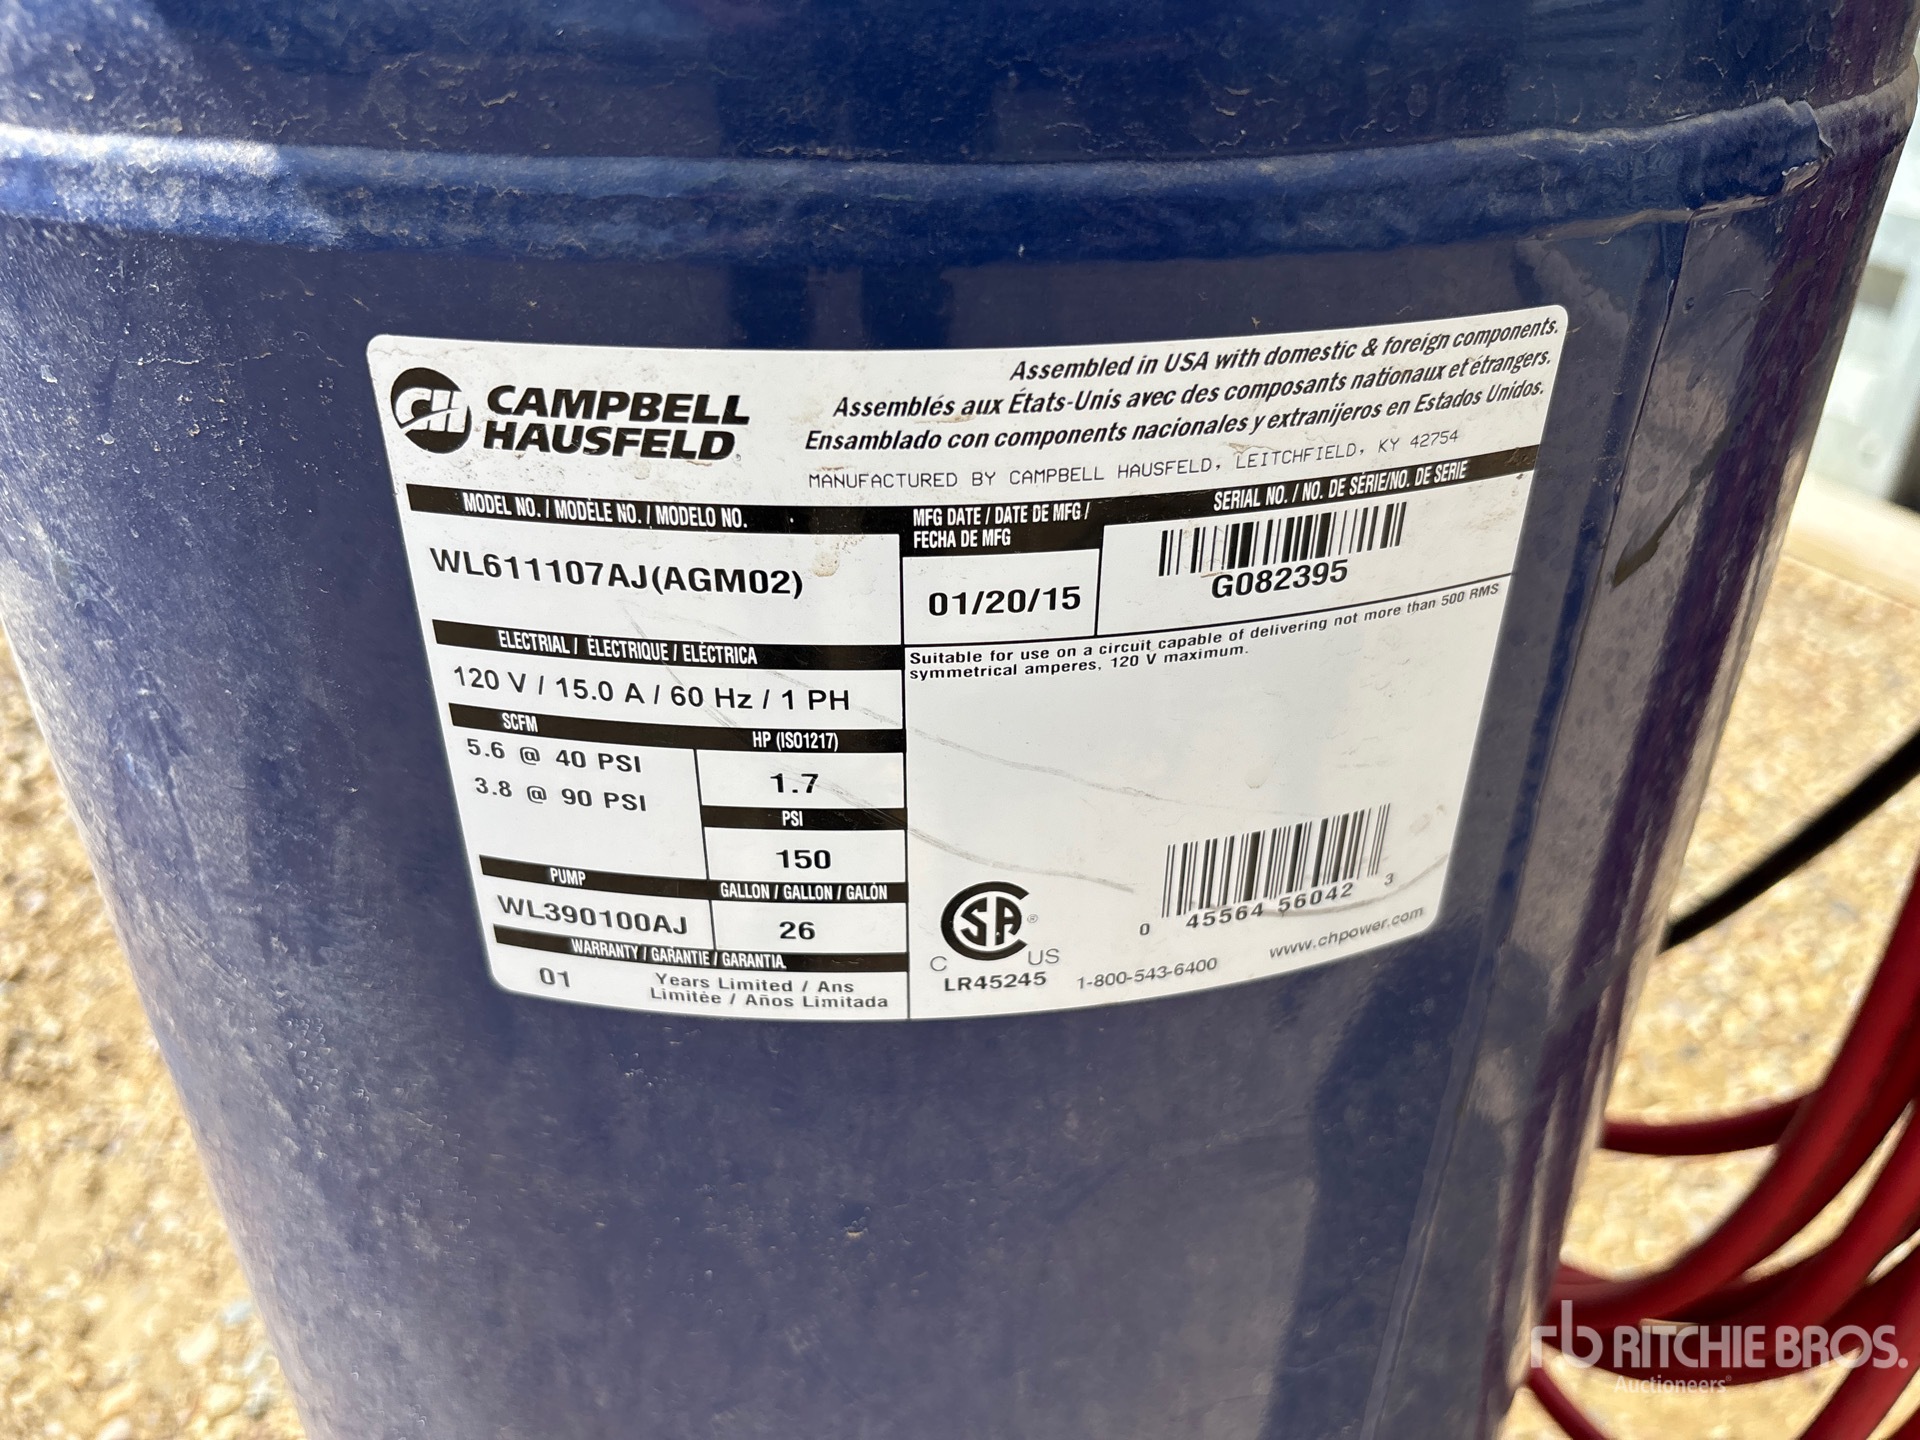 CAMPBELL
HAUSFELD
Assembled in USA with domestic & foreign components.
Assemblés aux États-Unis avec des composants nationaux et étrangers.
Ensamblado con componentes nacionales y extranijeros en Estados Unidos.
MANUFACTURED BY CAMPBELL HAUSFELD, LEITCHFIELD, KY 42754
MODEL NO. / MODÈLE NO. / MODELO NO.
WL611107AJ(AGM02)
MFG DATE / DATE DE MFG /
FECHA DE MFG
01/20/15
SERIAL NO. / NO. DE SÉRIE/NO. DE SERIE
G082395
ELECTRIAL / ÉLECTRIQUE / ELÉCTRICA
120 V / 15.0 A / 60 Hz / 1 PH
Suitable for use on a circuit capable of delivering not more than 500 RMS
symmetrical amperes, 120 V maximum.
SCFM
5.6 @ 40 PSI
3.8 @ 90 PSI
HP (ISO1217)
1.7
PSI
150
PUMP
WL390100AJ
GALLON / GALLON / GALÓN
26
WARRANTY / GARANTIE / GARANTIA
01 Years Limited / Ans
Limitée / Años Limitada
CSA®
C US
LR45245
0 45564 56042 3
1-800-543-6400
www.chpower.com
rb RITCHIE BROS.
Auctioneers®